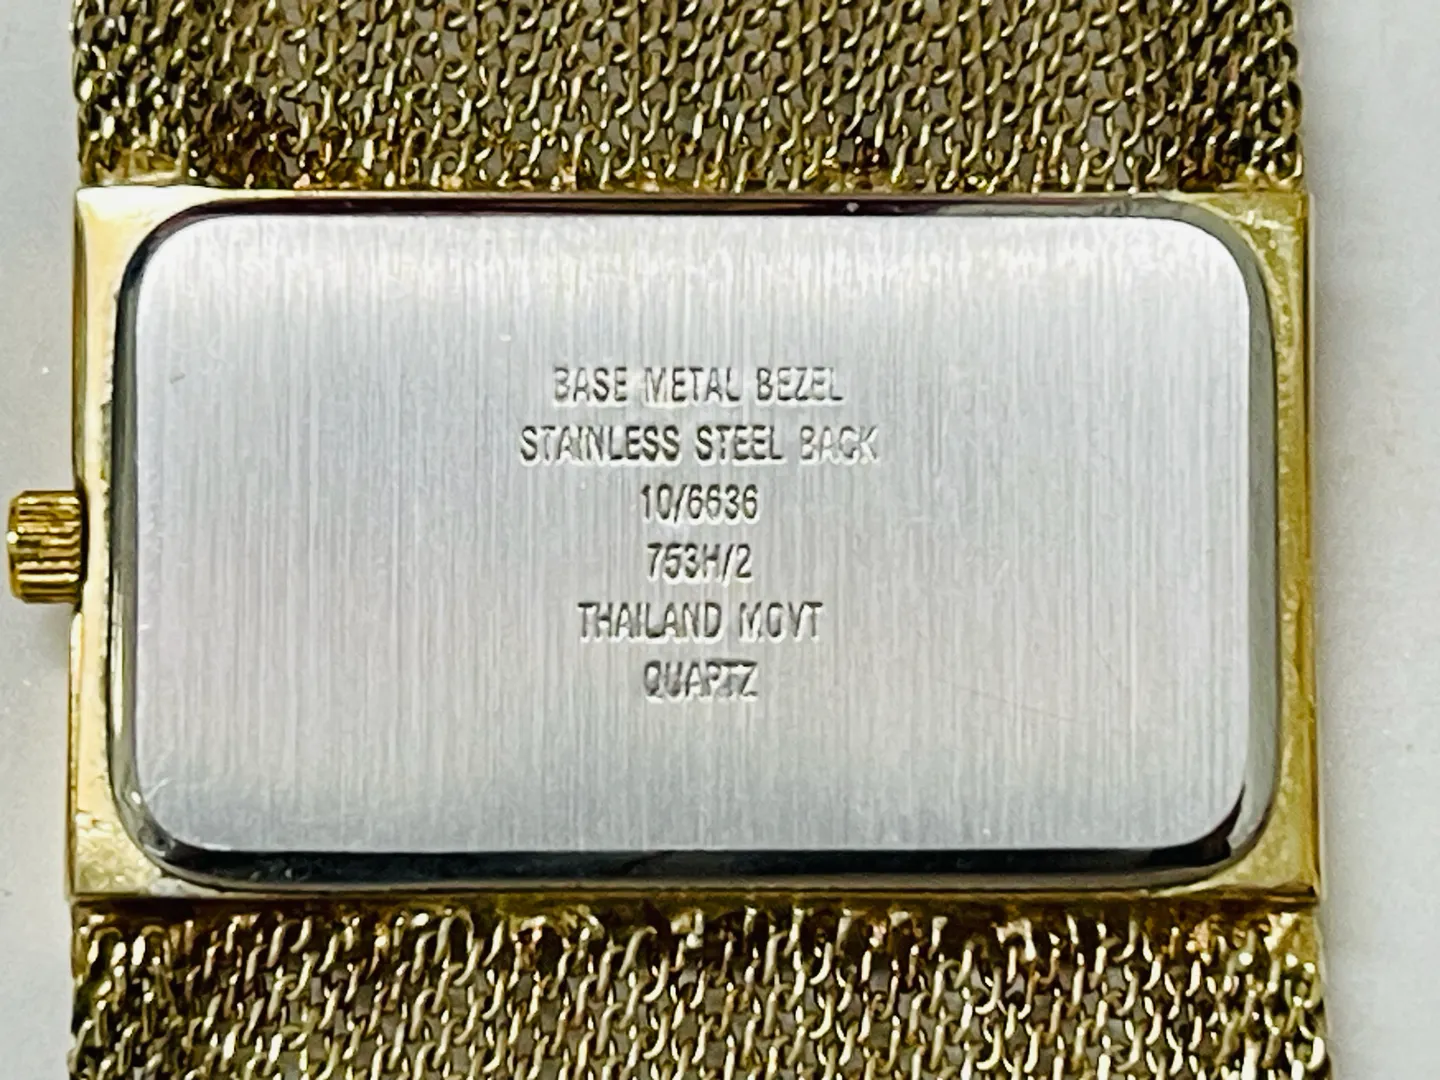 BASE METAL BEZEL
STAINLESS STEEL BACK
10/6636
753H/2
THAILAND MOVT
QUARTZ